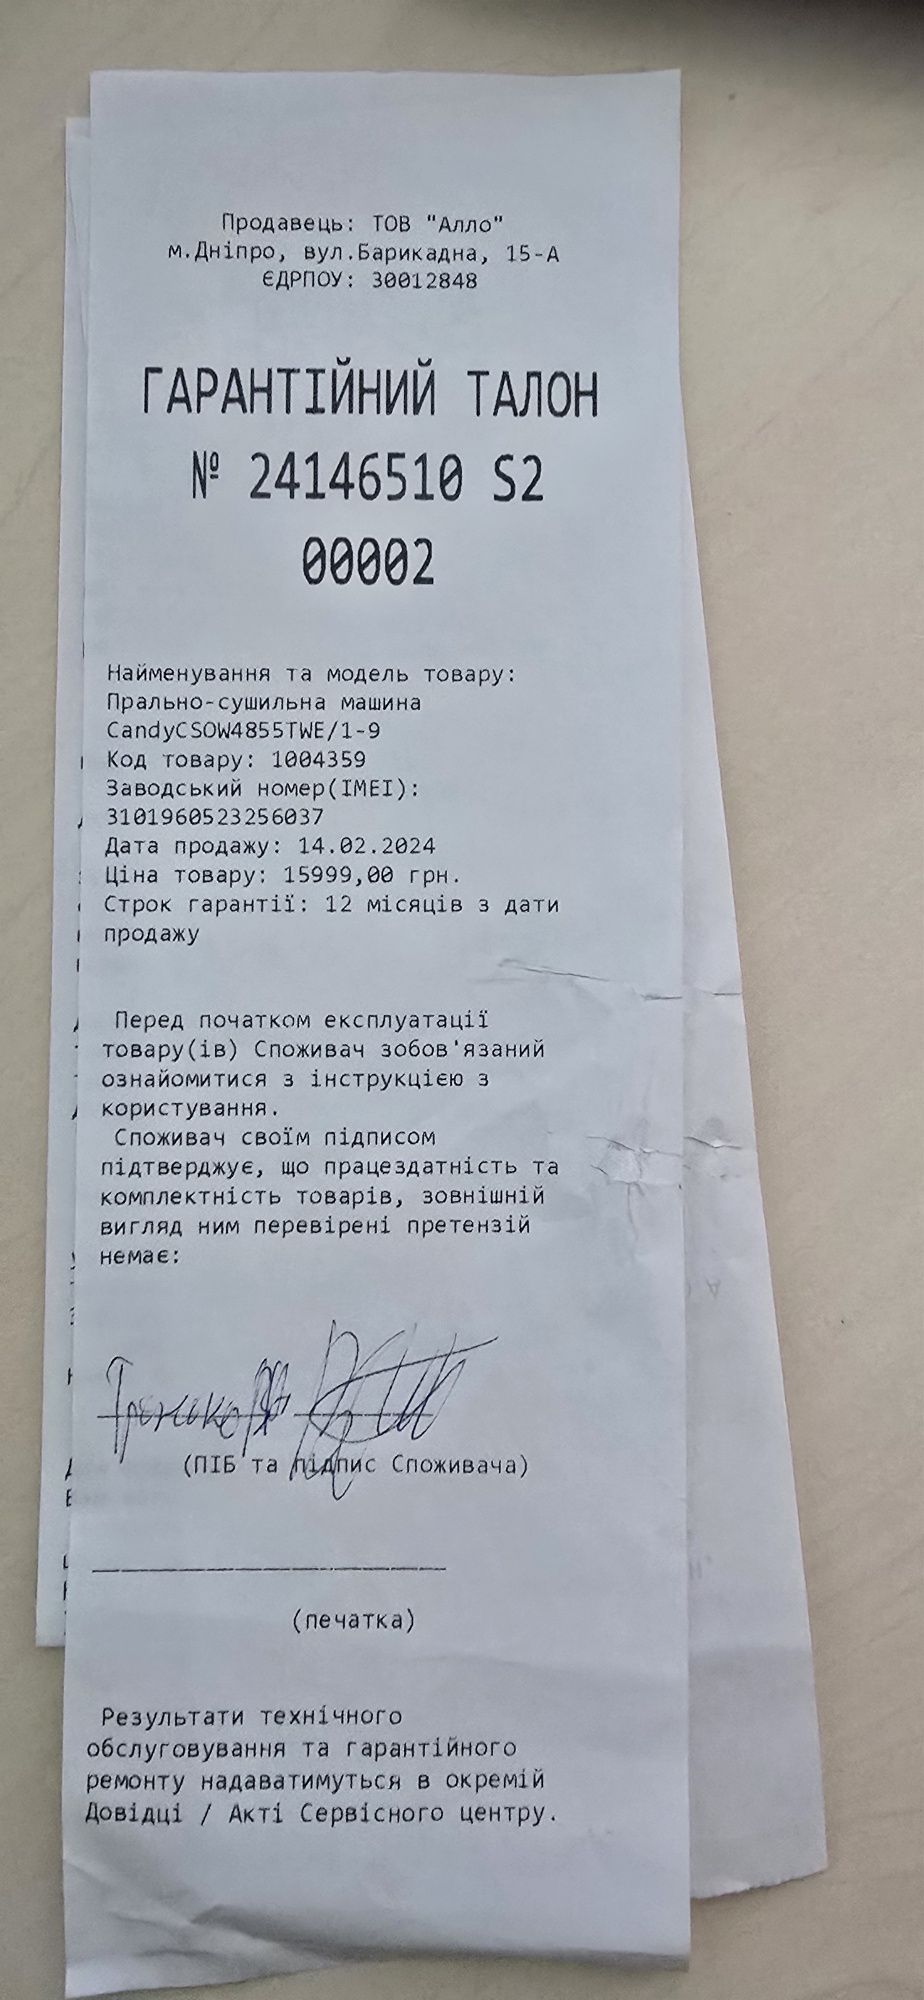 Продавець: ТОВ "Алло"
м.Дніпро, вул.Барикадна, 15-А
ЄДРПОУ: 30012848
ГАРАНТІЙНИЙ ТАЛОН
№ 24146510 S2
00002
Найменування та модель товару:
Прально-сушильна машина
CandyCSOW4855TWE/1-9
Код товару: 1004359
Заводський номер(IMEI):
3101960523256037
Дата продажу: 14.02.2024
Ціна товару: 15999,00 грн.
Строк гарантії: 12 місяців з дати
продажу
Перед початком експлуатації
товару(ів) Споживач зобов'язаний
ознайомитися з інструкцією з
користування.
Споживач своїм підписом
підтверджує, що працездатність та
комплектність товарів, зовнішній
вигляд ним перевірені претензій
немає:
(ПІБ та підпис Споживача)
(печатка)
Результати технічного
обслуговування та гарантійного
ремонту надаватимуться в окремій
Довідці / Акті Сервісного центру.